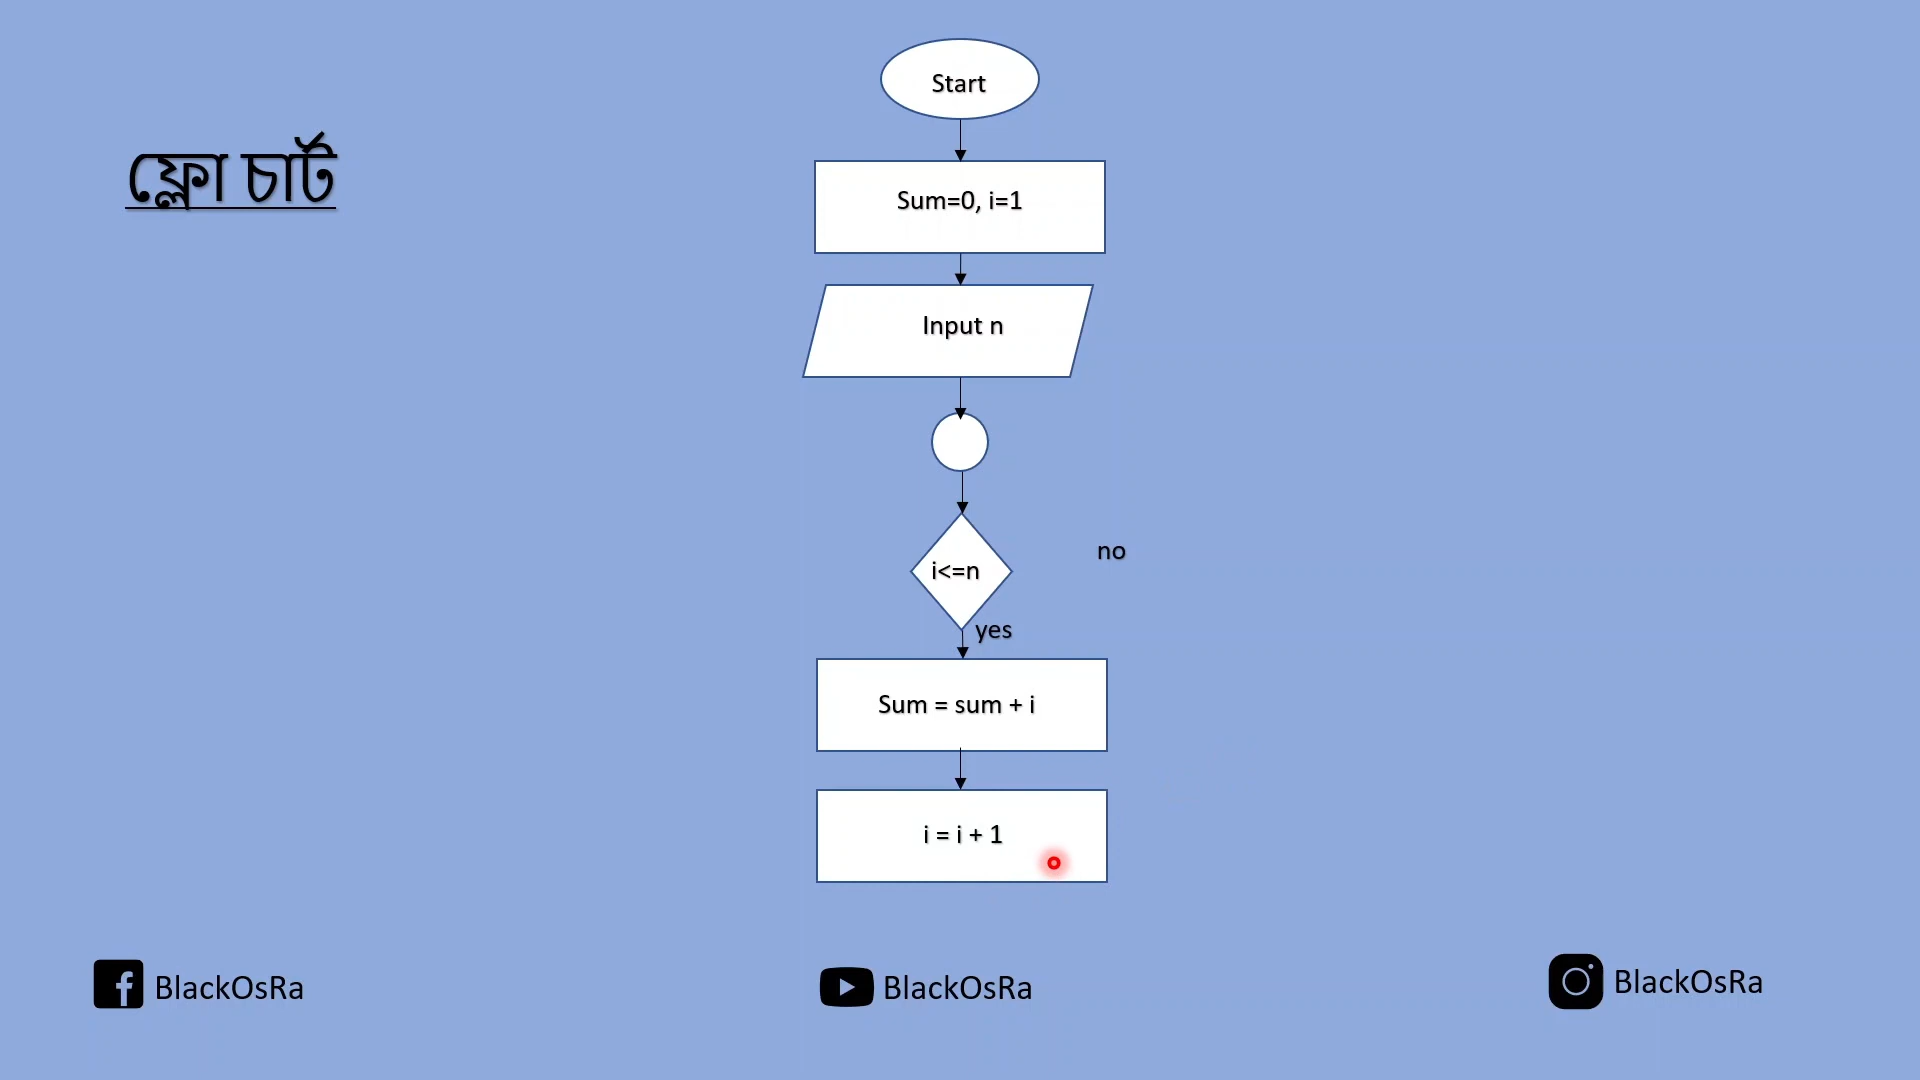 Start
ফ্লো চার্ট
Sum=0, i=1
Input n
i<=n
no
yes
Sum = sum + i
i = i + 1
BlackOsRa
BlackOsRa
BlackOsRa